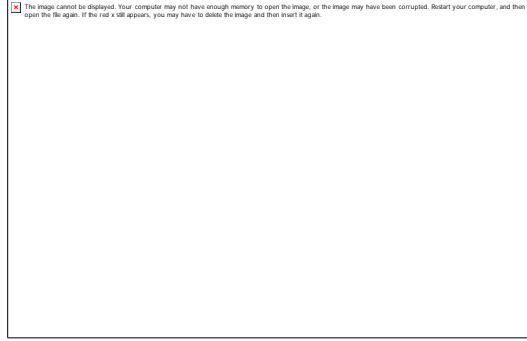 The image cannot be displayed. Your computer may not have enough memory to open the image, or the image may have been corrupted. Restart your computer, and then
open the file again. If the red x still appears, you may have to delete the image and then insert it again.